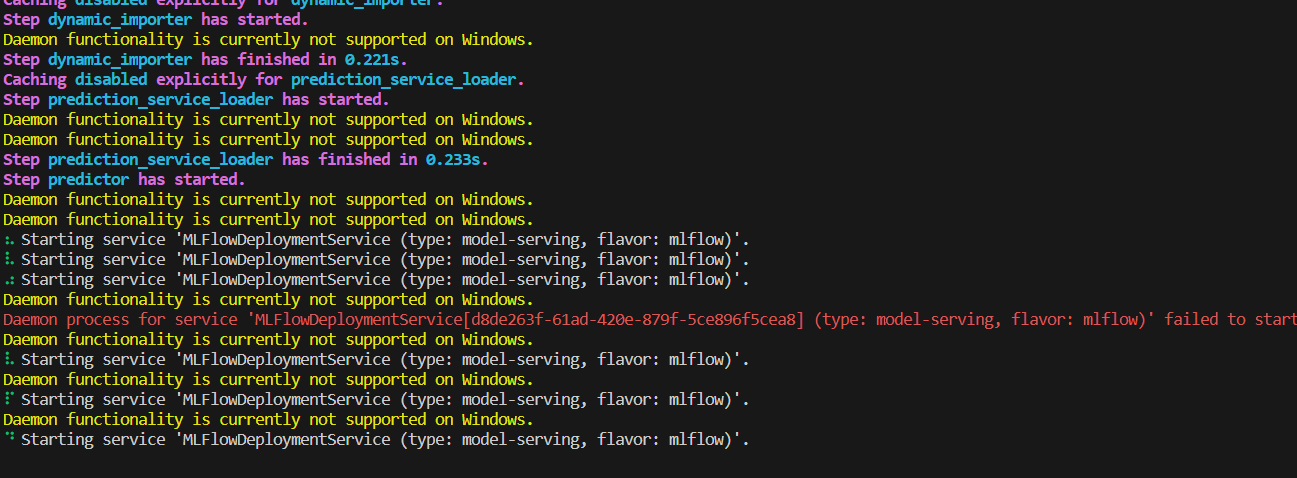 Caching disabled explicitly for dynamic_importer.
Step dynamic_importer has started.
Daemon functionality is currently not supported on Windows.
Step dynamic_importer has finished in 0.221s.
Caching disabled explicitly for prediction_service_loader.
Step prediction_service_loader has started.
Daemon functionality is currently not supported on Windows.
Daemon functionality is currently not supported on Windows.
Step prediction_service_loader has finished in 0.233s.
Step predictor has started.
Daemon functionality is currently not supported on Windows.
Daemon functionality is currently not supported on Windows.
Starting service 'MLFlowDeploymentService (type: model-serving, flavor: mlflow)'.
Starting service 'MLFlowDeploymentService (type: model-serving, flavor: mlflow)'.
Starting service 'MLFlowDeploymentService (type: model-serving, flavor: mlflow)'.
Daemon functionality is currently not supported on Windows.
Daemon process for service 'MLFlowDeploymentService[d8de263f-61ad-420e-879f-5ce896f5cea8] (type: model-serving, flavor: mlflow)' failed to start
Daemon functionality is currently not supported on Windows.
Starting service 'MLFlowDeploymentService (type: model-serving, flavor: mlflow)'.
Daemon functionality is currently not supported on Windows.
Starting service 'MLFlowDeploymentService (type: model-serving, flavor: mlflow)'.
Daemon functionality is currently not supported on Windows.
Starting service 'MLFlowDeploymentService (type: model-serving, flavor: mlflow)'.